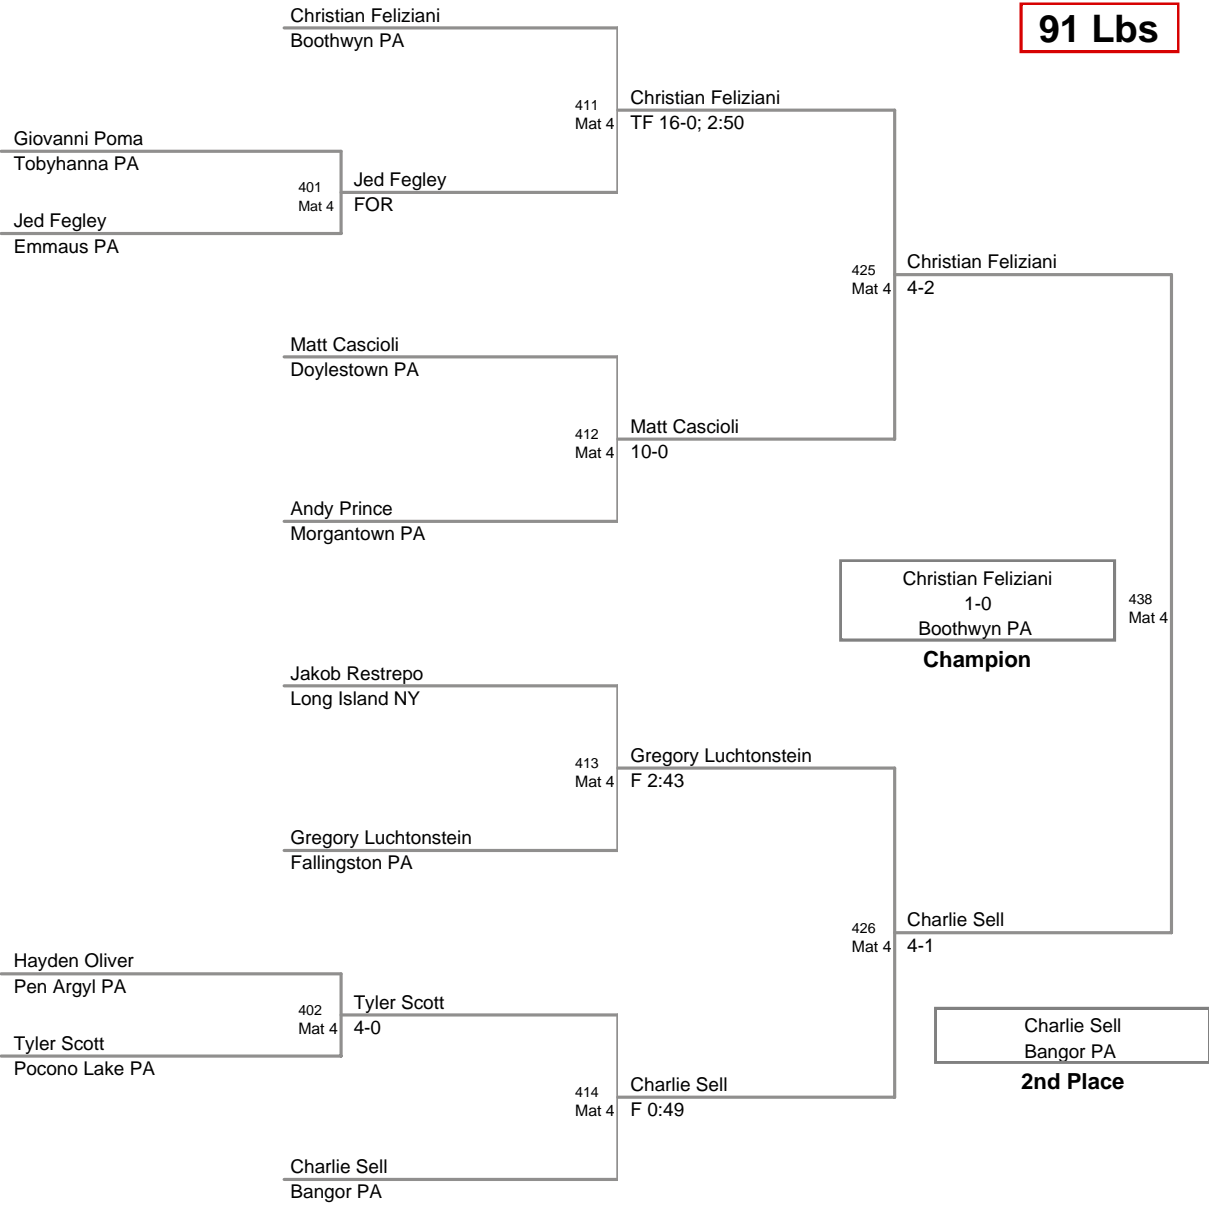 Christian Feliziani
Boothwyn PA
91 Lbs
411
Mat 4
Christian Feliziani
TF 16-0; 2:50
Giovanni Poma
Tobyhanna PA
401
Mat 4
Jed Fegley
FOR
Jed Fegley
Emmaus PA
425
Mat 4
Christian Feliziani
4-2
Matt Cascioli
Doylestown PA
412
Mat 4
Matt Cascioli
10-0
Andy Prince
Morgantown PA
Christian Feliziani
1-0
Boothwyn PA
Champion
438
Mat 4
Jakob Restrepo
Long Island NY
413
Mat 4
Gregory Luchtonstein
F 2:43
Gregory Luchtonstein
Fallingston PA
426
Mat 4
Charlie Sell
4-1
Hayden Oliver
Pen Argyl PA
402
Mat 4
Tyler Scott
4-0
Tyler Scott
Pocono Lake PA
Charlie Sell
Bangor PA
2nd Place
414
Mat 4
Charlie Sell
F 0:49
Charlie Sell
Bangor PA